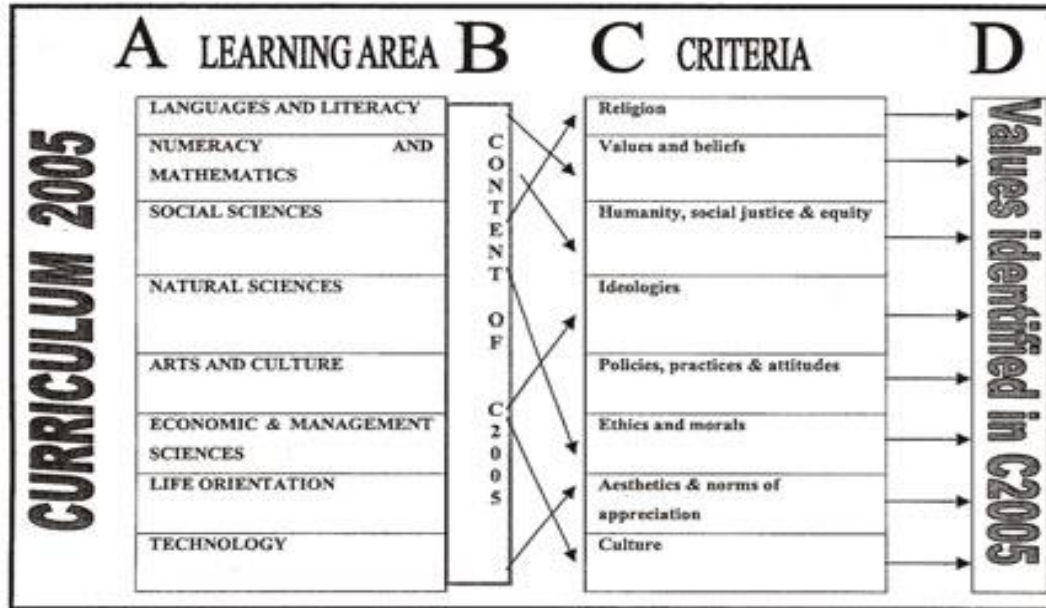 CURRICULUM 2005
A LEARNING AREA B C CRITERIA D
LANGUAGES AND LITERACY
NUMERACY AND
MATHEMATICS
SOCIAL SCIENCES
NATURAL SCIENCES
ARTS AND CULTURE
ECONOMIC & MANAGEMENT
SCIENCES
LIFE ORIENTATION
TECHNOLOGY
CONTENT OF C2005
Religion
Values and beliefs
Humanity, social justice & equity
Ideologies
Policies, practices & attitudes
Ethics and morals
Aesthetics & norms of
appreciation
Culture
Values identified in C2005